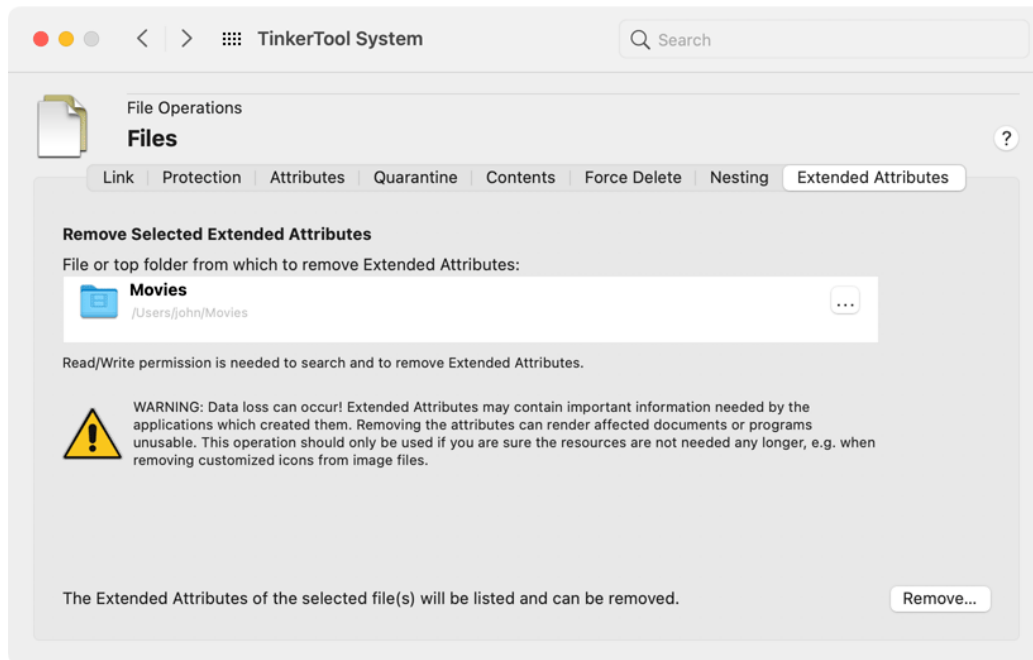 TinkerTool System
Search
File Operations
Files
?
Link Protection Attributes Quarantine Contents Force Delete Nesting Extended Attributes
Remove Selected Extended Attributes
File or top folder from which to remove Extended Attributes:
Movies
/Users/john/Movies
...
Read/Write permission is needed to search and to remove Extended Attributes.
WARNING: Data loss can occur! Extended Attributes may contain important information needed by the
applications which created them. Removing the attributes can render affected documents or programs
unusable. This operation should only be used if you are sure the resources are not needed any longer, e.g. when
removing customized icons from image files.
The Extended Attributes of the selected file(s) will be listed and can be removed.
Remove...